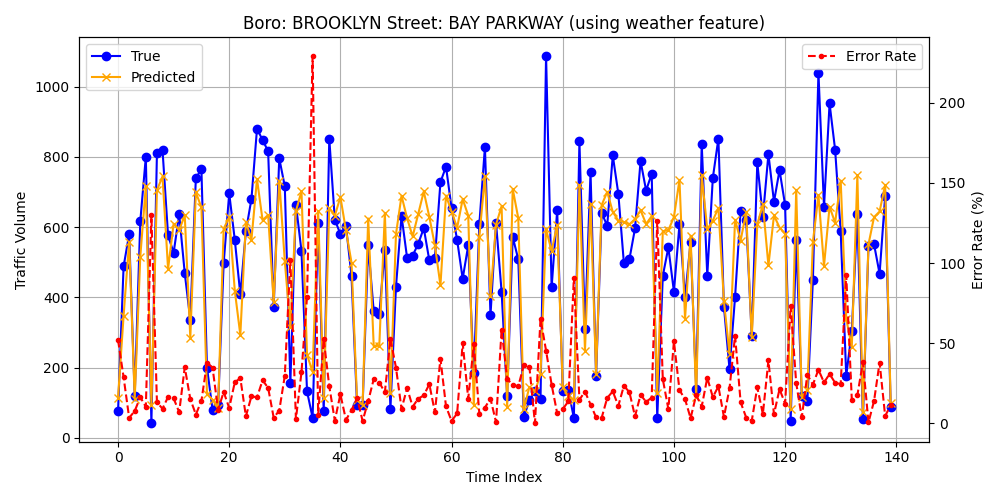 Boro: BROOKLYN Street: BAY PARKWAY (using weather feature)
True
Predicted
Error Rate
Traffic Volume
1000
800
600
400
200
0
200
150
100
50
0
Error Rate (%)
0 20 40 60 80 100 120 140
Time Index